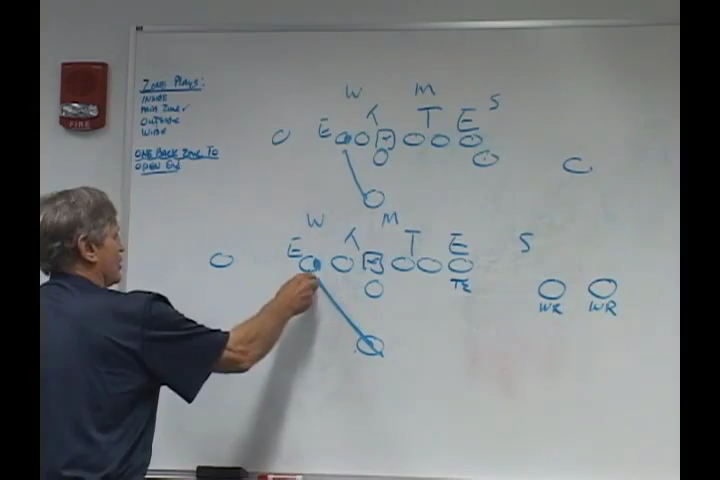 ZONE PLAYS:
INSIDE
MID ZONE
OUTSIDE
WIDE
ONE BACK ZONE TO
OPEN END
FIRE
W M S
E T T E
W M
E T T E S
TE
WR WR